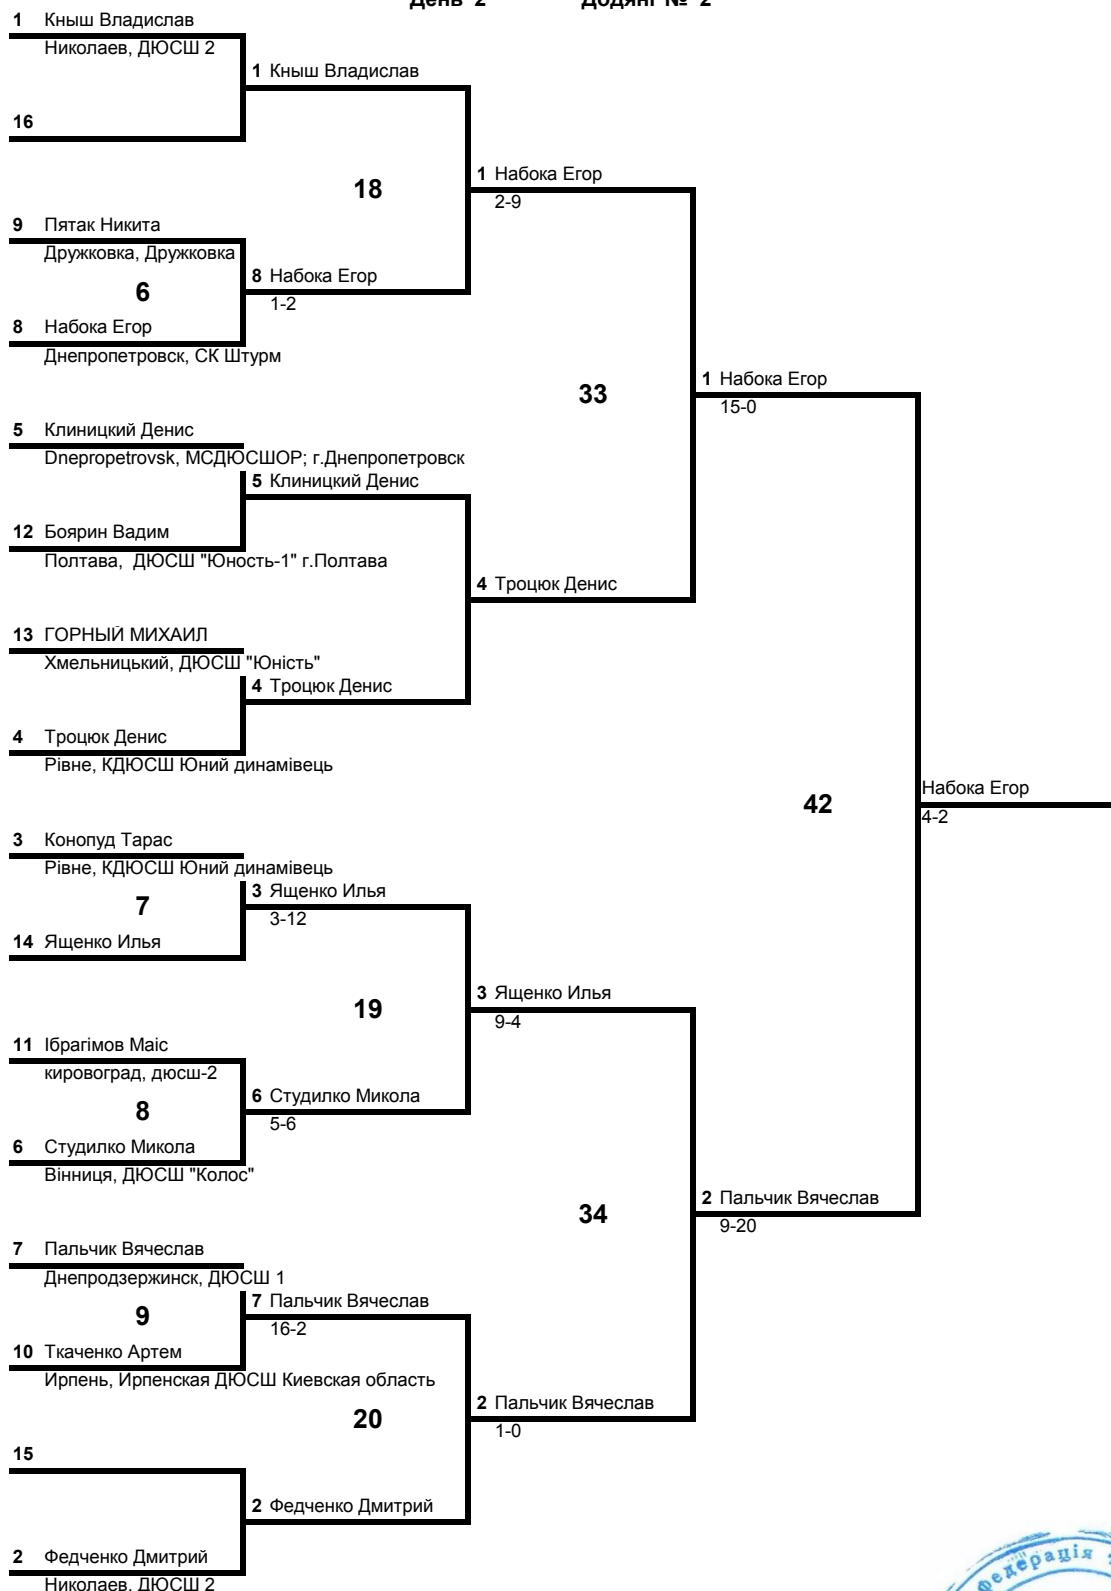 День 2 Додянг № 2
1 Кныш Владислав
Николаев, ДЮСШ 2
1 Кныш Владислав
16
18
1 Набока Егор
2-9
9 Пятак Никита
Дружковка, Дружковка
6
8 Набока Егор
1-2
8 Набока Егор
Днепропетровск, СК Штурм
33
1 Набока Егор
15-0
5 Клиницкий Денис
Dnepropetrovsk, МСДЮСШОР; г.Днепропетровск
5 Клиницкий Денис
12 Боярин Вадим
Полтава, ДЮСШ "Юность-1" г.Полтава
4 Троцюк Денис
13 ГОРНЫЙ МИХАИЛ
Хмельницький, ДЮСШ "Юність"
4 Троцюк Денис
4 Троцюк Денис
Рівне, КДЮСШ Юний динамівець
42
Набока Егор
4-2
3 Конопуд Тарас
Рівне, КДЮСШ Юний динамівець
7
3 Ященко Илья
3-12
14 Ященко Илья
19
3 Ященко Илья
9-4
11 Ібрагімов Маіс
кировоград, дюсш-2
8
6 Студилко Микола
5-6
6 Студилко Микола
Вінниця, ДЮСШ "Колос"
34
2 Пальчик Вячеслав
9-20
7 Пальчик Вячеслав
Днепродзержинск, ДЮСШ 1
9
7 Пальчик Вячеслав
16-2
10 Ткаченко Артем
Ирпень, Ирпенская ДЮСШ Киевская область
20
2 Пальчик Вячеслав
1-0
15
2 Федченко Дмитрий
2 Федченко Дмитрий
Николаев, ДЮСШ 2
Федерація